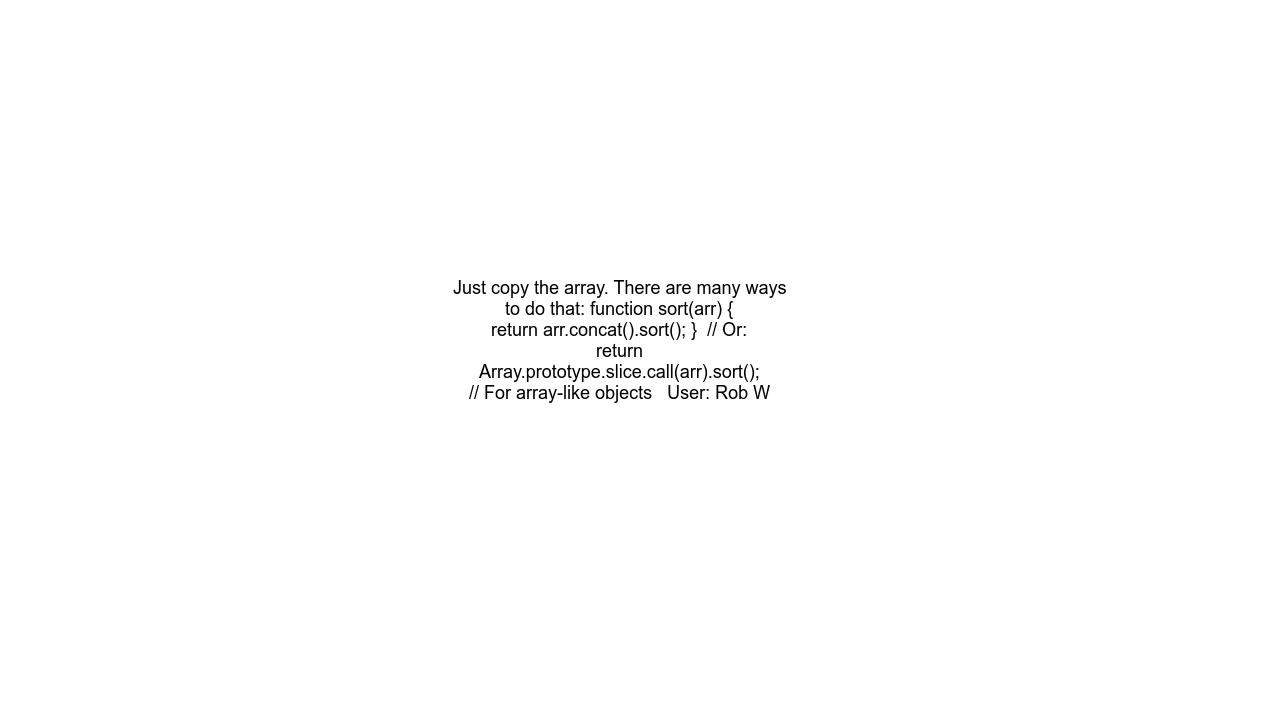 Just copy the array. There are many ways
to do that: function sort(arr) {
return arr.concat().sort(); }  // Or:
return
Array.prototype.slice.call(arr).sort();
// For array-like objects   User: Rob W